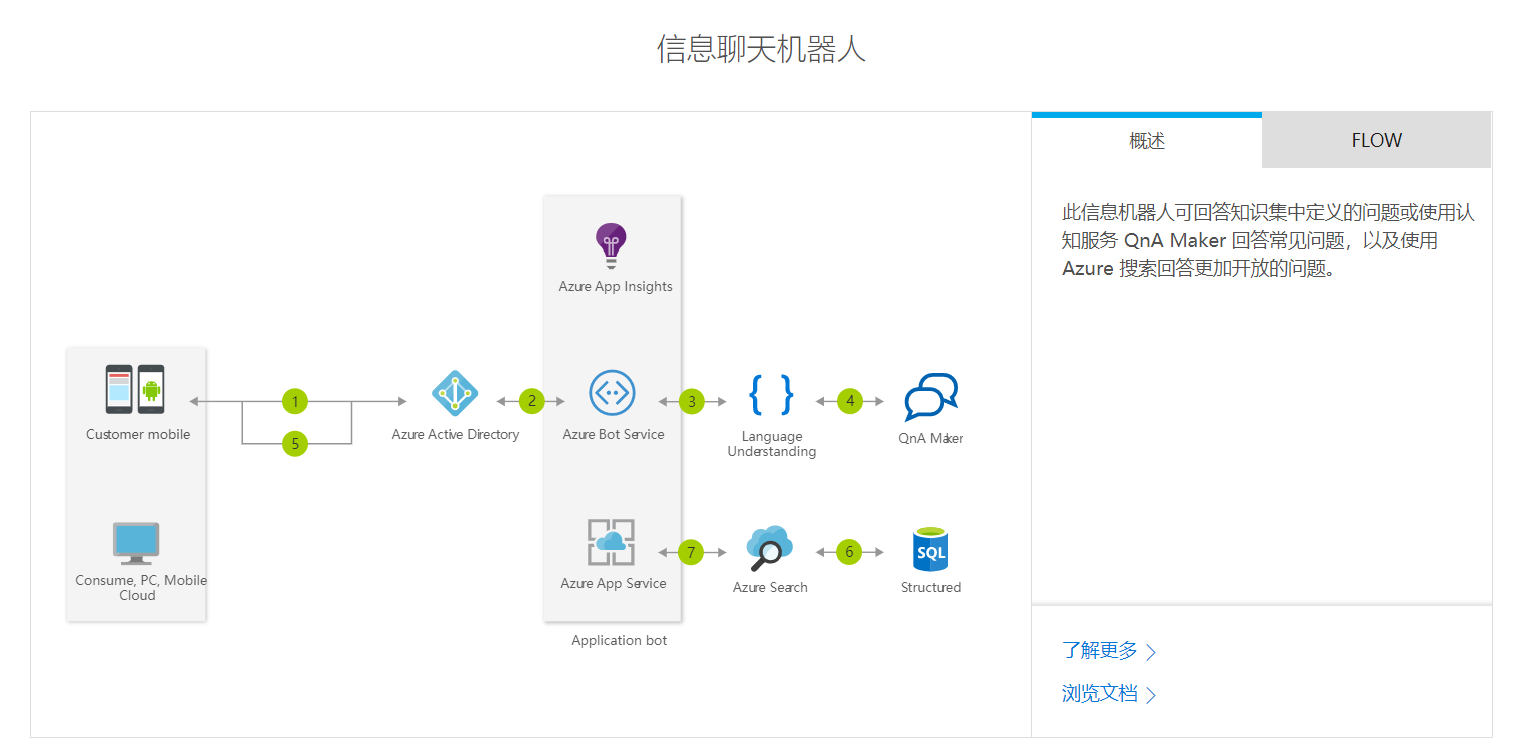 信息聊天机器人
概述
FLOW
此信息机器人可回答知识集中定义的问题或使用认
知服务 QnA Maker 回答常见问题，以及使用
Azure 搜索回答更加开放的问题。
Azure App Insights
Customer mobile
1
5
Azure Active Directory
2
Azure Bot Service
3
Language
Understanding
4
QnA Maker
Consume, PC, Mobile
Cloud
Azure App Service
7
Azure Search
6
SQL
Structured
Application bot
了解更多
浏览文档